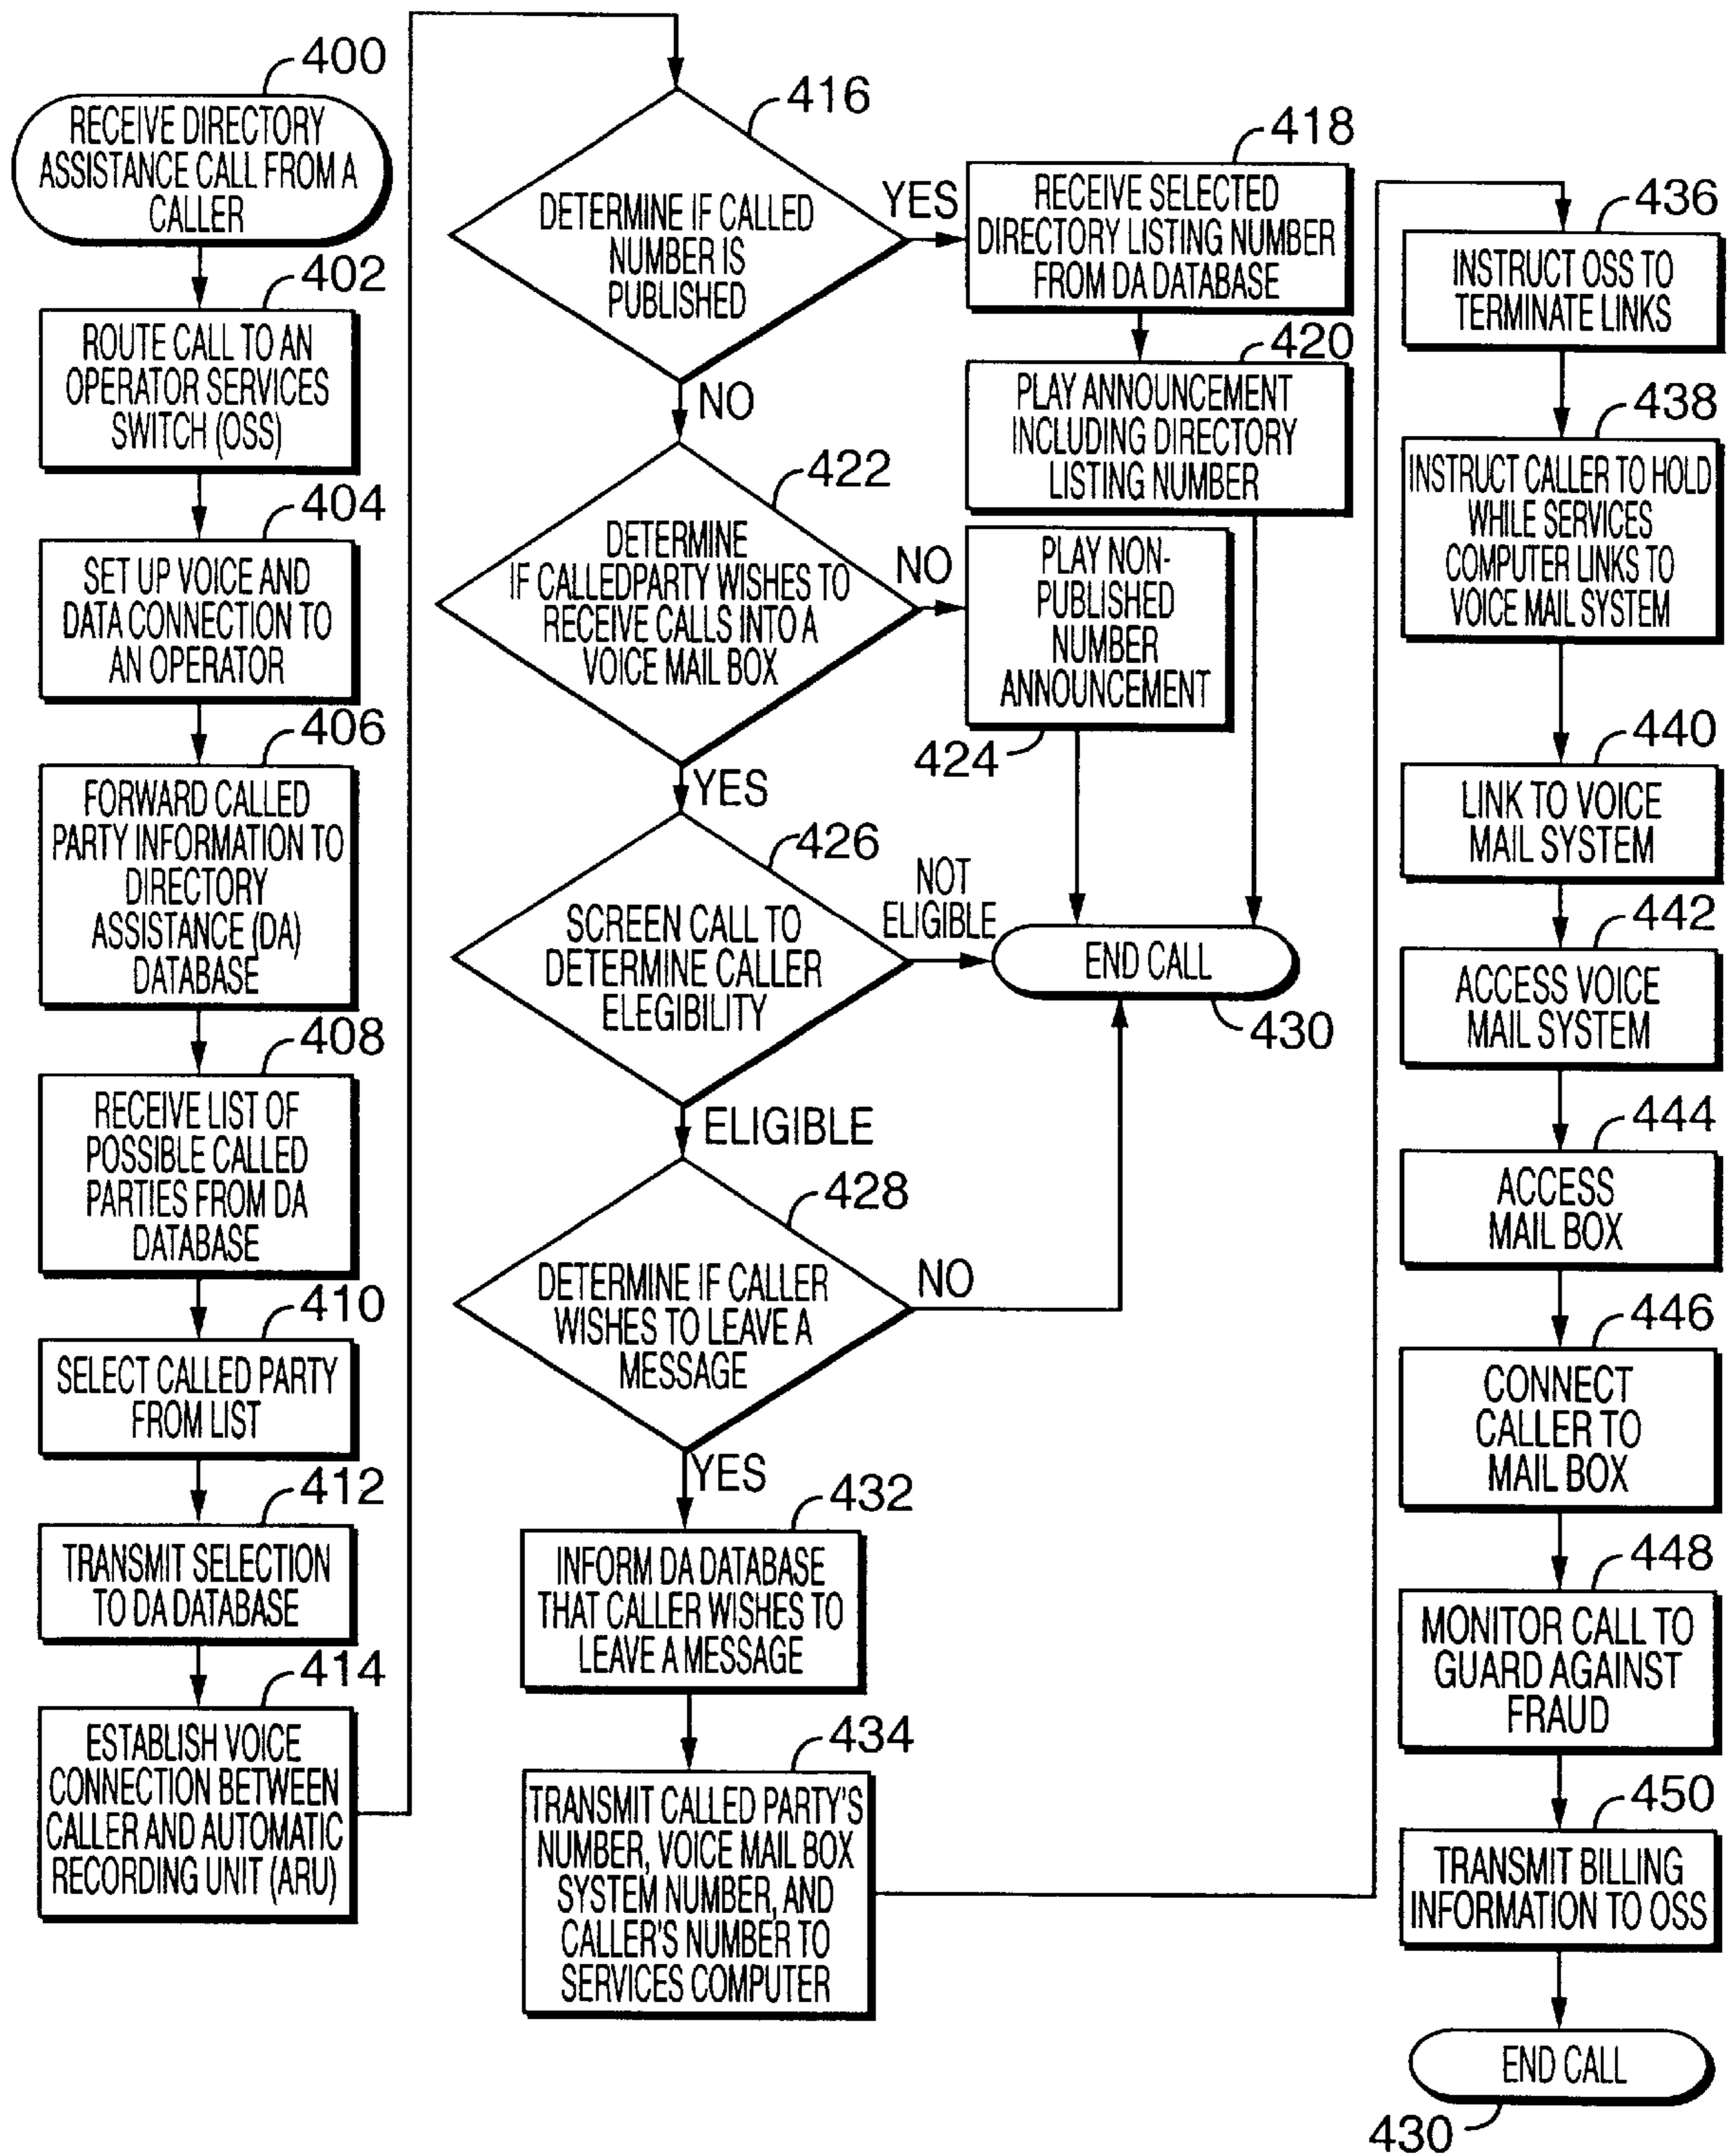 400
RECEIVE DIRECTORY
ASSISTANCE CALL FROM A
CALLER
402
ROUTE CALL TO AN
OPERATOR SERVICES
SWITCH (OSS)
404
SET UP VOICE AND
DATA CONNECTION TO
AN OPERATOR
406
FORWARD CALLED
PARTY INFORMATION TO
DIRECTORY
ASSISTANCE (DA)
DATABASE
408
RECEIVE LIST OF
POSSIBLE CALLED
PARTIES FROM DA
DATABASE
410
SELECT CALLED PARTY
FROM LIST
412
TRANSMIT SELECTION
TO DA DATABASE
414
ESTABLISH VOICE
CONNECTION BETWEEN
CALLER AND AUTOMATIC
RECORDING UNIT (ARU)
416
DETERMINE IF CALLED
NUMBER IS
PUBLISHED
YES
NO
418
RECEIVE SELECTED
DIRECTORY LISTING NUMBER
FROM DA DATABASE
420
PLAY ANNOUNCEMENT
INCLUDING DIRECTORY
LISTING NUMBER
422
DETERMINE
IF CALLEDPARTY WISHES TO
RECEIVE CALLS INTO A
VOICE MAIL BOX
NO
YES
PLAY NON-
PUBLISHED
NUMBER
ANNOUNCEMENT
424
426
SCREEN CALL TO
DETERMINE CALLER
ELEGIBILITY
NOT
ELIGIBLE
ELIGIBLE
END CALL
430
428
DETERMINE IF CALLER
WISHES TO LEAVE A
MESSAGE
NO
YES
432
INFORM DA DATABASE
THAT CALLER WISHES TO
LEAVE A MESSAGE
434
TRANSMIT CALLED PARTY'S
NUMBER, VOICE MAIL BOX
SYSTEM NUMBER, AND
CALLER'S NUMBER TO
SERVICES COMPUTER
436
INSTRUCT OSS TO
TERMINATE LINKS
438
INSTRUCT CALLER TO HOLD
WHILE SERVICES
COMPUTER LINKS TO
VOICE MAIL SYSTEM
440
LINK TO VOICE
MAIL SYSTEM
442
ACCESS VOICE
MAIL SYSTEM
444
ACCESS
MAIL BOX
446
CONNECT
CALLER TO
MAIL BOX
448
MONITOR CALL TO
GUARD AGAINST
FRAUD
450
TRANSMIT BILLING
INFORMATION TO OSS
END CALL
430